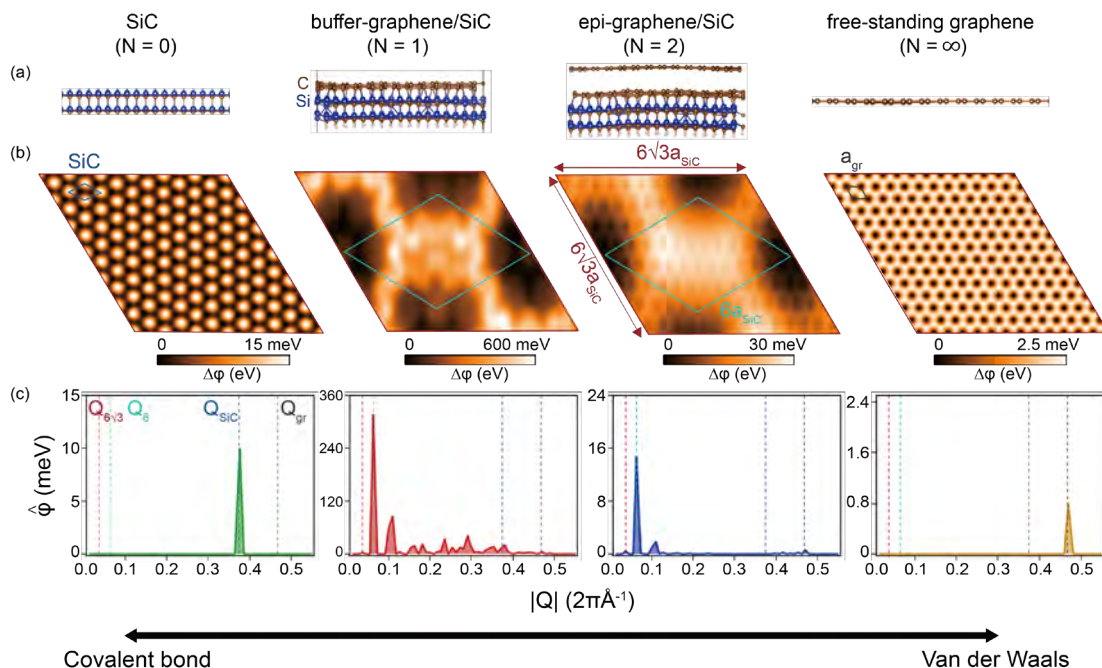 SiC
(N = 0)
buffer-graphene/SiC
(N = 1)
epi-graphene/SiC
(N = 2)
free-standing graphene
(N = ∞)
(a)
C
Si
(b)
SiC
6√3a_SiC
6√3a_SiC
6a_SiC
a_gr
0 15 meV
Δφ (eV)
0 600 meV
Δφ (eV)
0 30 meV
Δφ (eV)
0 2.5 meV
Δφ (eV)
(c)
φ̂ (meV)
15
10
5
0
Q_6√3 Q_6 Q_SiC Q_gr
0.0 0.1 0.2 0.3 0.4 0.5
360
240
120
0
0.0 0.1 0.2 0.3 0.4 0.5
24
16
8
0
0.0 0.1 0.2 0.3 0.4 0.5
2.4
1.6
0.8
0
0.0 0.1 0.2 0.3 0.4 0.5
|Q| (2πÅ⁻¹)
Covalent bond
Van der Waals